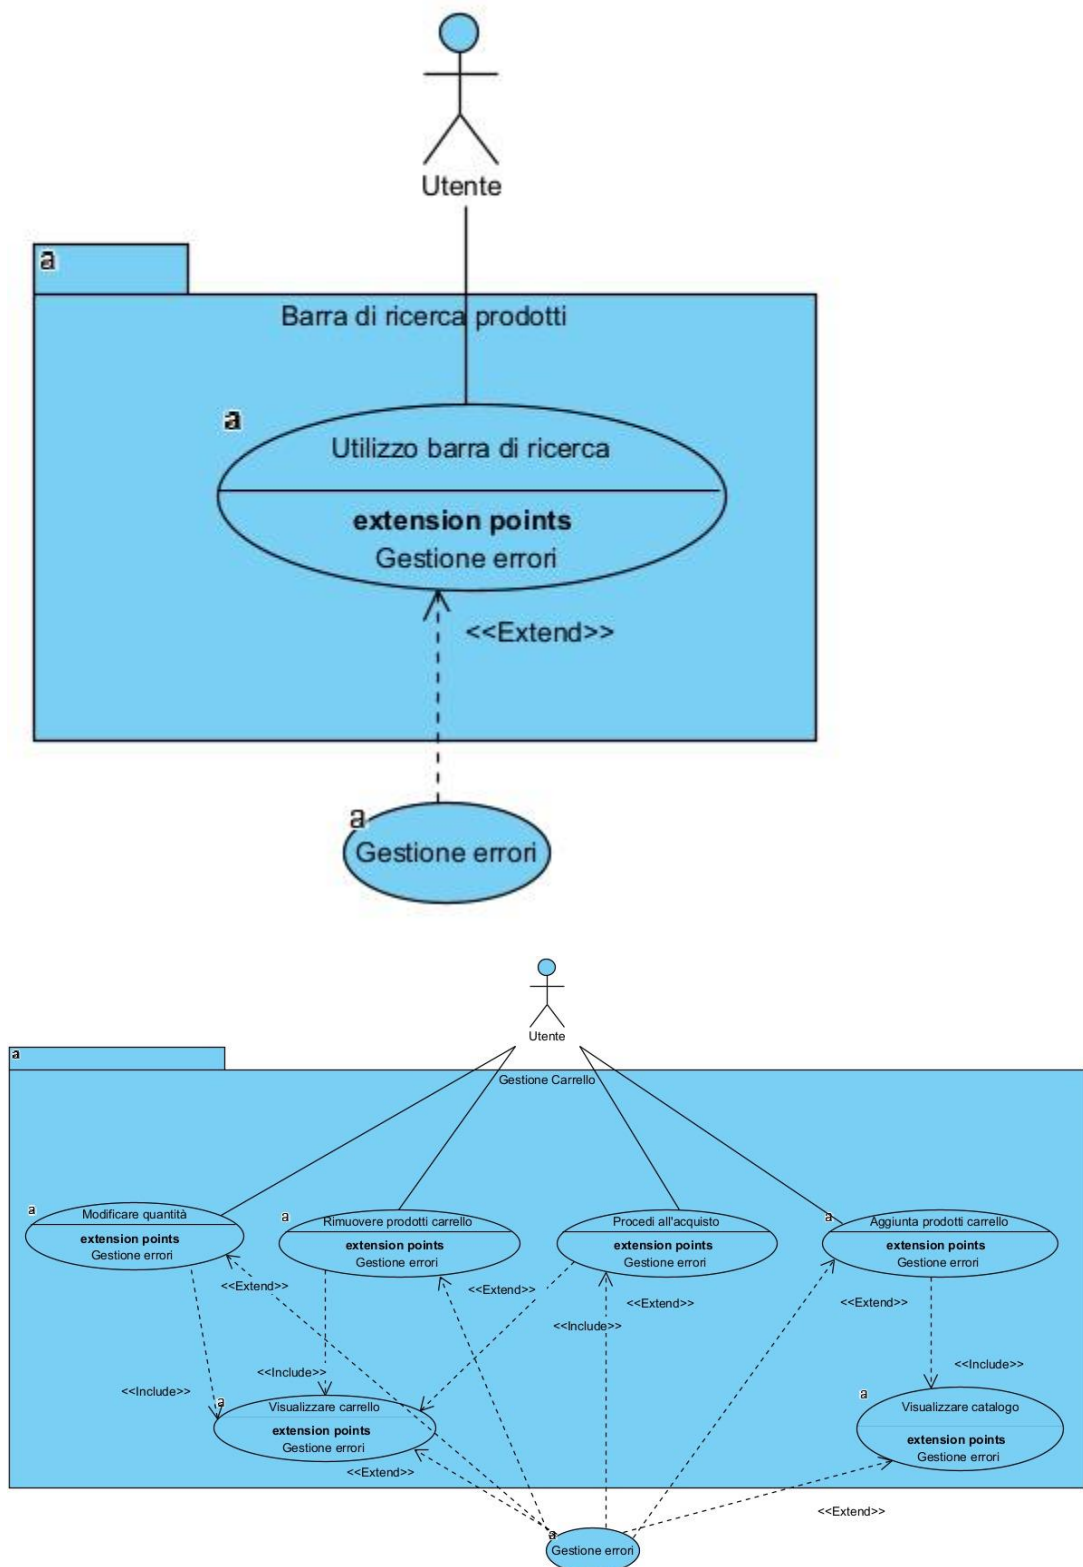 Utente
a
Barra di ricerca prodotti
a
Utilizzo barra di ricerca
extension points
Gestione errori
<<Extend>>
a
Gestione errori
Utente
a
Gestione Carrello
a
Modificare quantità
extension points
Gestione errori
a
Rimuovere prodotti carrello
extension points
Gestione errori
a
Procedi all'acquisto
extension points
Gestione errori
a
Aggiunta prodotti carrello
extension points
Gestione errori
<<Extend>>
<<Extend>>
<<Extend>>
<<Extend>>
<<Include>>
<<Include>>
<<Include>>
<<Include>>
a
Visualizzare carrello
extension points
Gestione errori
a
Visualizzare catalogo
extension points
Gestione errori
<<Extend>>
<<Extend>>
a
Gestione errori